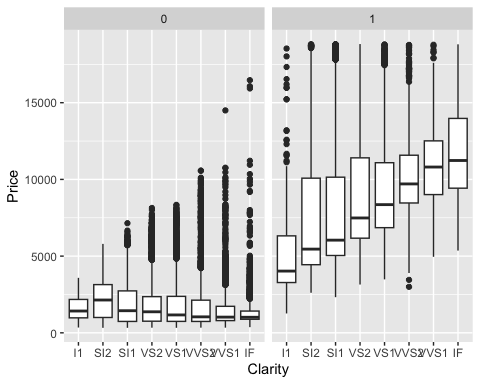 0 1
Price
15000
10000
5000
0
I1 SI2 SI1 VS2 VS1 VVS2 VVS1 IF I1 SI2 SI1 VS2 VS1 VVS2 VVS1 IF
Clarity